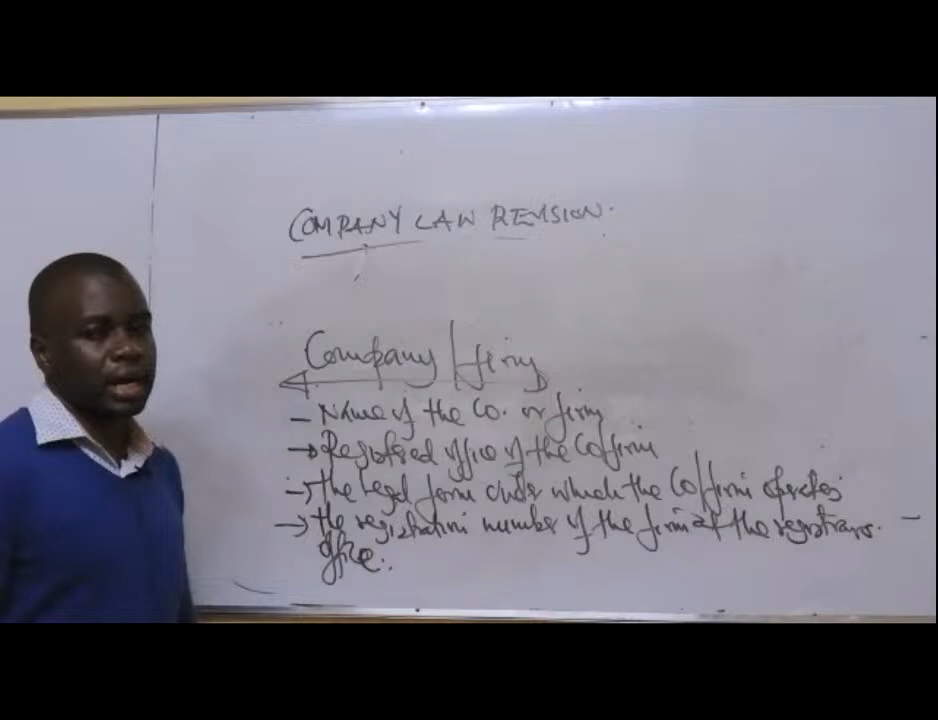 COMPANY LAW REVISION.
Company/firm
- Name of the Co. or firm
→ Registered office of the Co/firm
→ the legal form under which the Co/firm operates
→ the registration number of the firm at the registrars.
office.